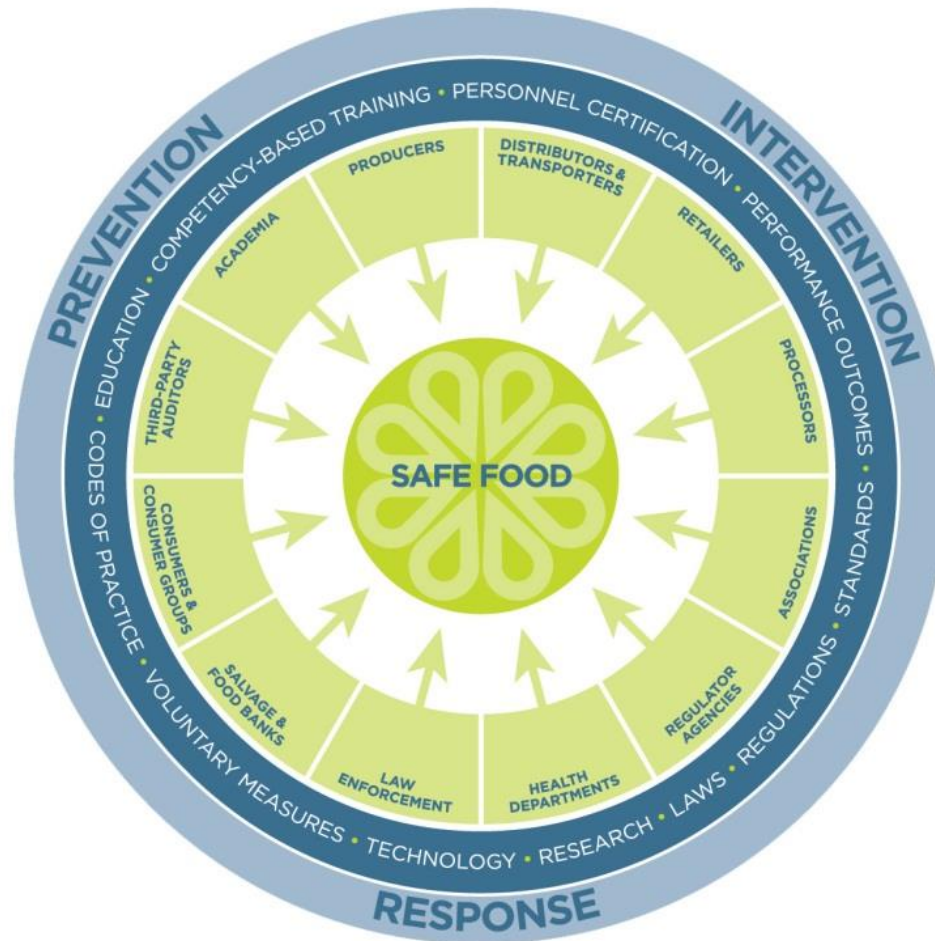 PREVENTION
INTERVENTION
RESPONSE
COMPETENCY-BASED TRAINING • PERSONNEL CERTIFICATION • PERFORMANCE OUTCOMES • STANDARDS • REGULATIONS • LAWS • RESEARCH • TECHNOLOGY • VOLUNTARY MEASURES • CODES OF PRACTICE • EDUCATION •
PRODUCERS
DISTRIBUTORS &
TRANSPORTERS
RETAILERS
PROCESSORS
ASSOCIATIONS
REGULATOR
AGENCIES
HEALTH
DEPARTMENTS
LAW
ENFORCEMENT
SALVAGE &
FOOD BANKS
CONSUMERS &
CONSUMER GROUPS
THIRD-PARTY
AUDITORS
ACADEMIA
SAFE FOOD